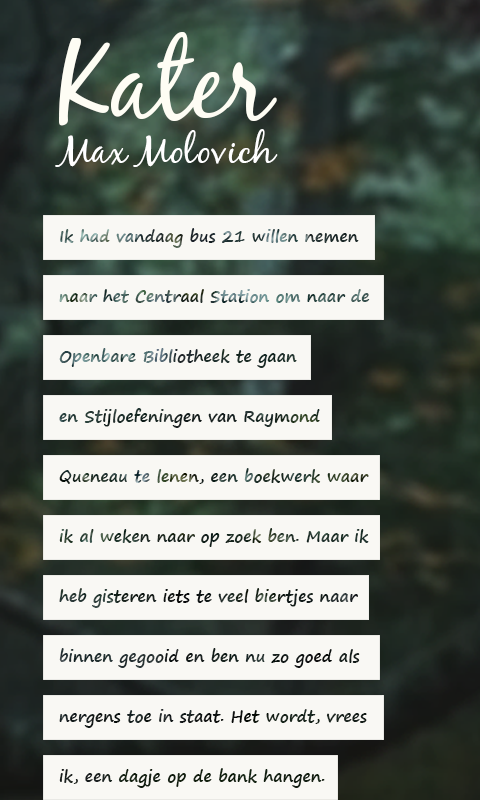 Kater
Max Molovich
Ik had vandaag bus 21 willen nemen
naar het Centraal Station om naar de
Openbare Bibliotheek te gaan
en Stijloefeningen van Raymond
Queneau te lenen, een boekwerk waar
ik al weken naar op zoek ben. Maar ik
heb gisteren iets te veel biertjes naar
binnen gegooid en ben nu zo goed als
nergens toe in staat. Het wordt, vrees
ik, een dagje op de bank hangen.